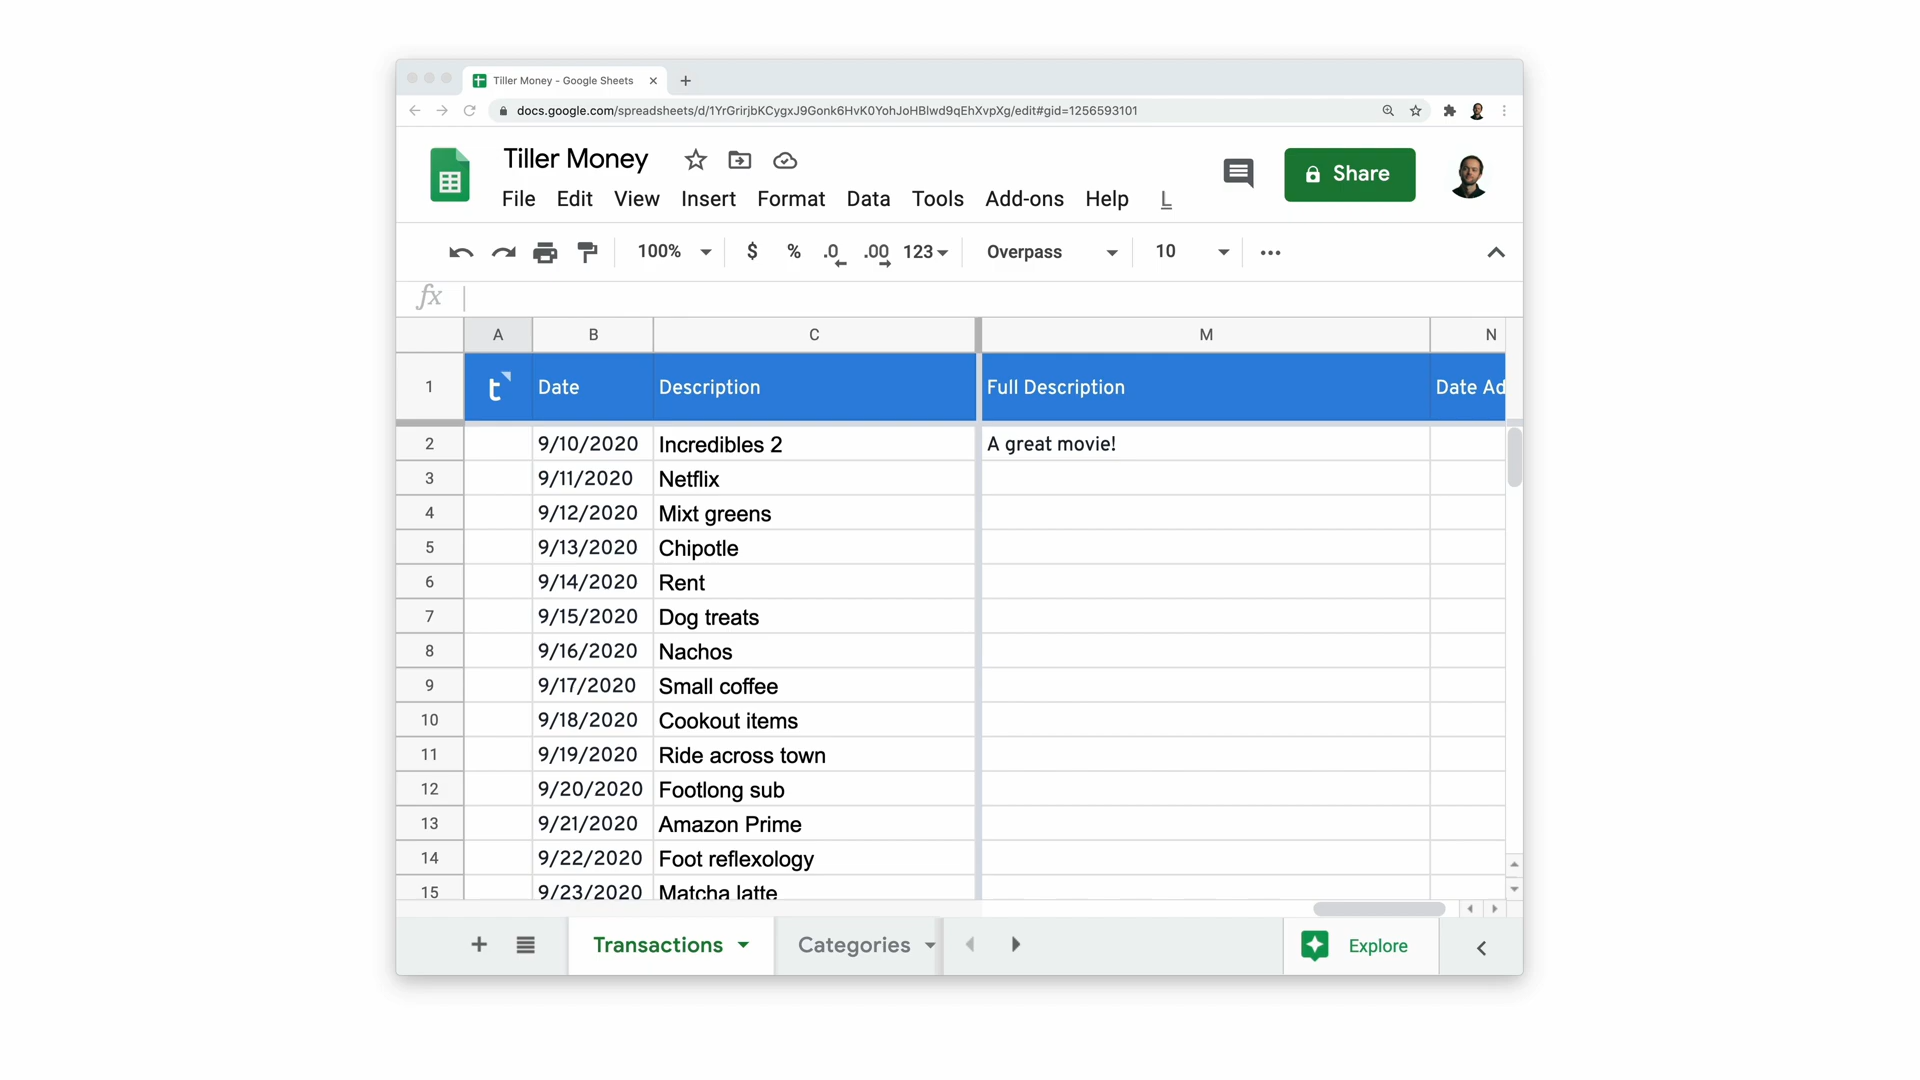 Tiller Money - Google Sheets
docs.google.com/spreadsheets/d/1YrGrirjbKCygxJ9Gonk6HvK0YohJoHBlwd9qEhXvpXg/edit#gid=1256593101
Tiller Money
Share
File Edit View Insert Format Data Tools Add-ons Help L
100% $ % .0 .00 123 Overpass 10
fx
A B C M N
1 t Date Description Full Description Date Ad
2 9/10/2020 Incredibles 2 A great movie!
3 9/11/2020 Netflix
4 9/12/2020 Mixt greens
5 9/13/2020 Chipotle
6 9/14/2020 Rent
7 9/15/2020 Dog treats
8 9/16/2020 Nachos
9 9/17/2020 Small coffee
10 9/18/2020 Cookout items
11 9/19/2020 Ride across town
12 9/20/2020 Footlong sub
13 9/21/2020 Amazon Prime
14 9/22/2020 Foot reflexology
15 9/23/2020 Matcha latte
Transactions Categories Explore